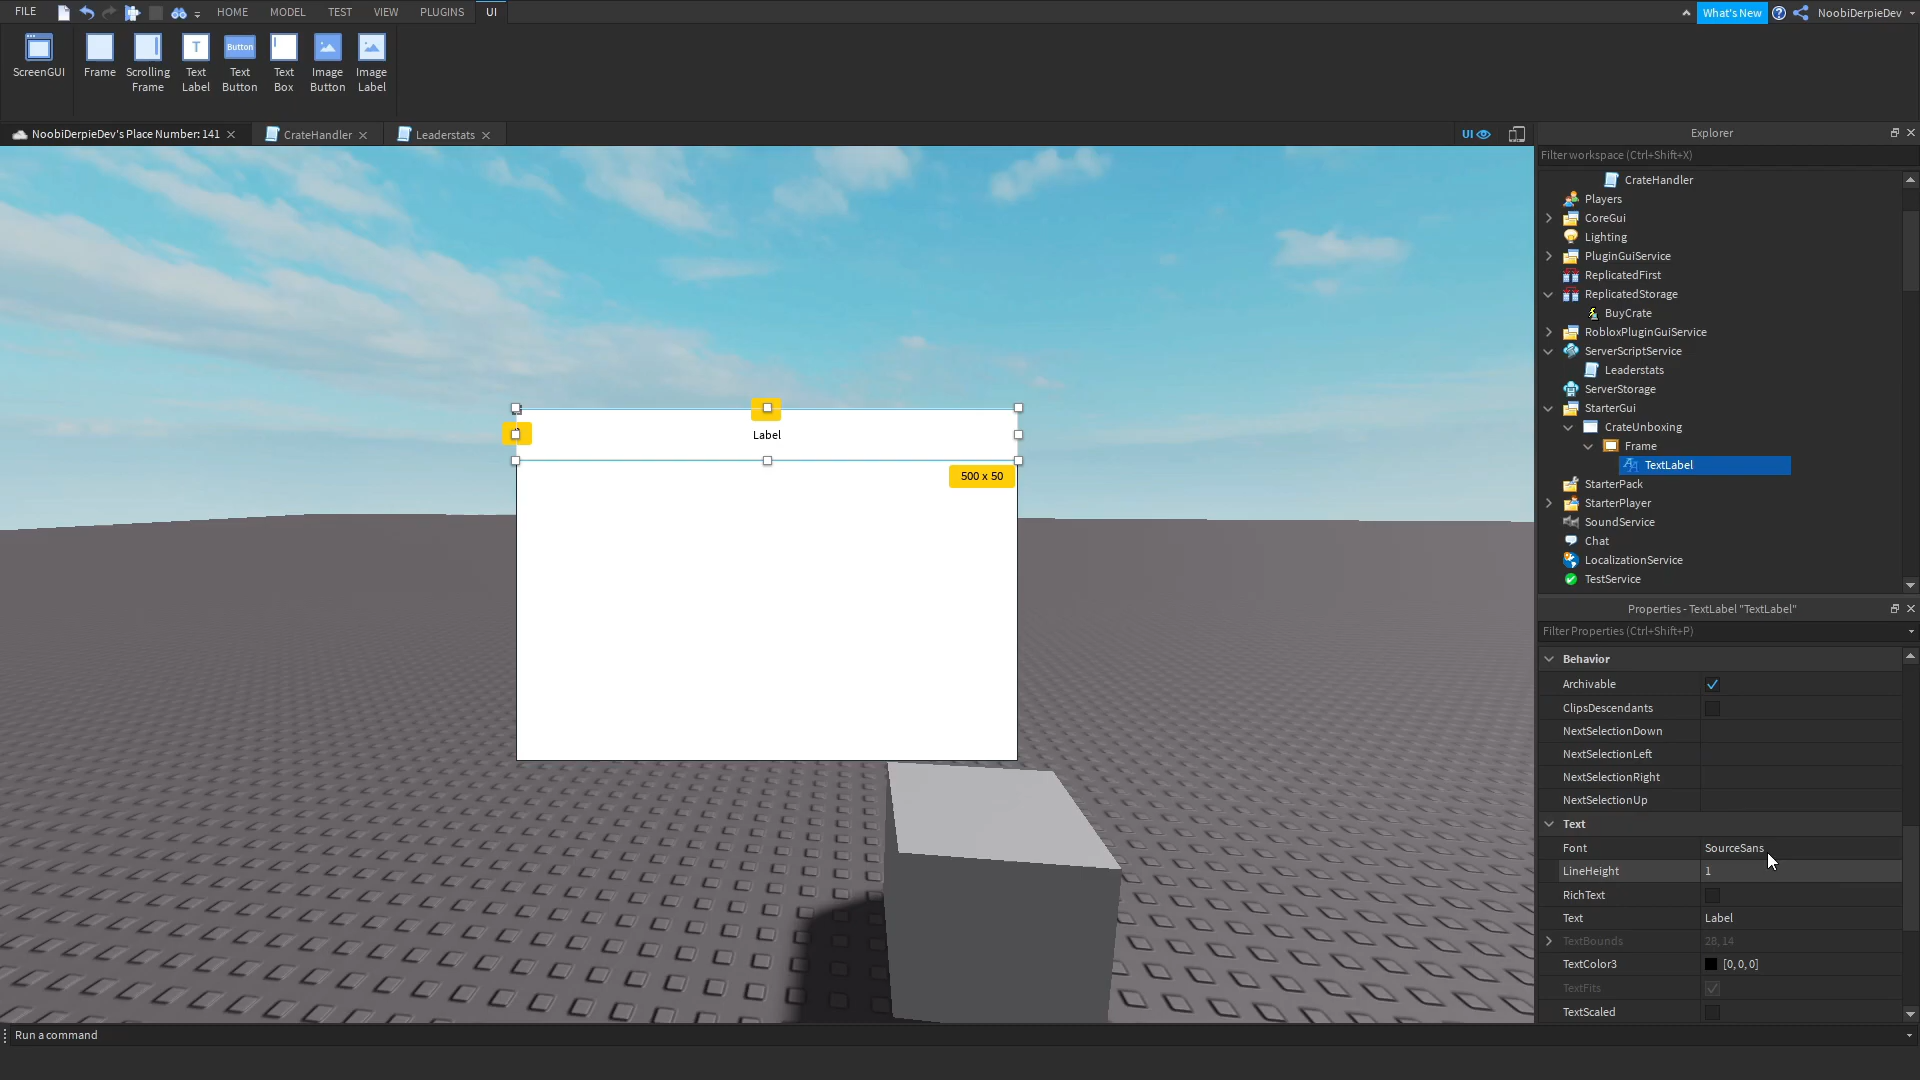 FILE
HOME
MODEL
TEST
VIEW
PLUGINS
UI
What's New
NoobiDerpieDev
ScreenGUI
Frame
Scrolling
Frame
T
Text
Label
Button
Text
Button
Text
Box
Image
Button
Image
Label
NoobiDerpieDev's Place Number: 141
CrateHandler
Leaderstats
UI
Explorer
Filter workspace (Ctrl+Shift+X)
CrateHandler
Players
CoreGui
Lighting
PluginGuiService
ReplicatedFirst
ReplicatedStorage
BuyCrate
RobloxPluginGuiService
ServerScriptService
Leaderstats
ServerStorage
StarterGui
CrateUnboxing
Frame
TextLabel
StarterPack
StarterPlayer
SoundService
Chat
LocalizationService
TestService
Label
500 x 50
Properties - TextLabel "TextLabel"
Filter Properties (Ctrl+Shift+P)
Behavior
Archivable
ClipsDescendants
NextSelectionDown
NextSelectionLeft
NextSelectionRight
NextSelectionUp
Text
Font SourceSans
LineHeight 1
RichText
Text Label
TextBounds 28, 14
TextColor3 [0, 0, 0]
TextFits
TextScaled
Run a command